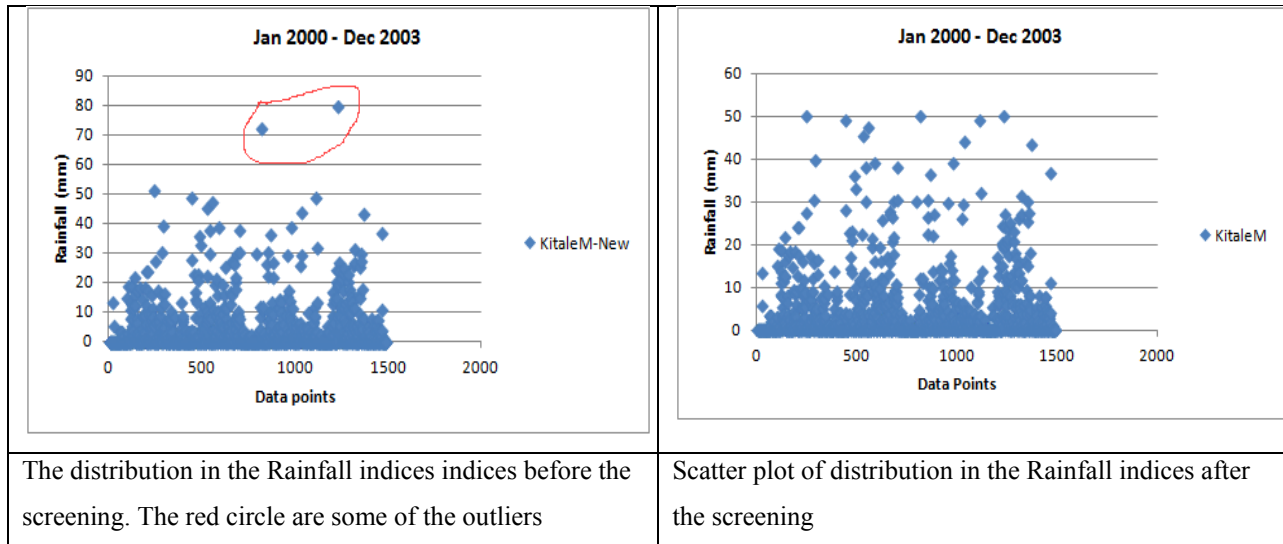 Jan 2000 - Dec 2003
90
80
70
60
50
40
30
20
10
0
Rainfall (mm)
0 500 1000 1500 2000
Data points
KitaleM-New
Jan 2000 - Dec 2003
60
50
40
30
20
10
0
Rainfall (mm)
0 500 1000 1500 2000
Data Points
KitaleM
The distribution in the Rainfall indices indices before the
screening. The red circle are some of the outliers
Scatter plot of distribution in the Rainfall indices after
the screening